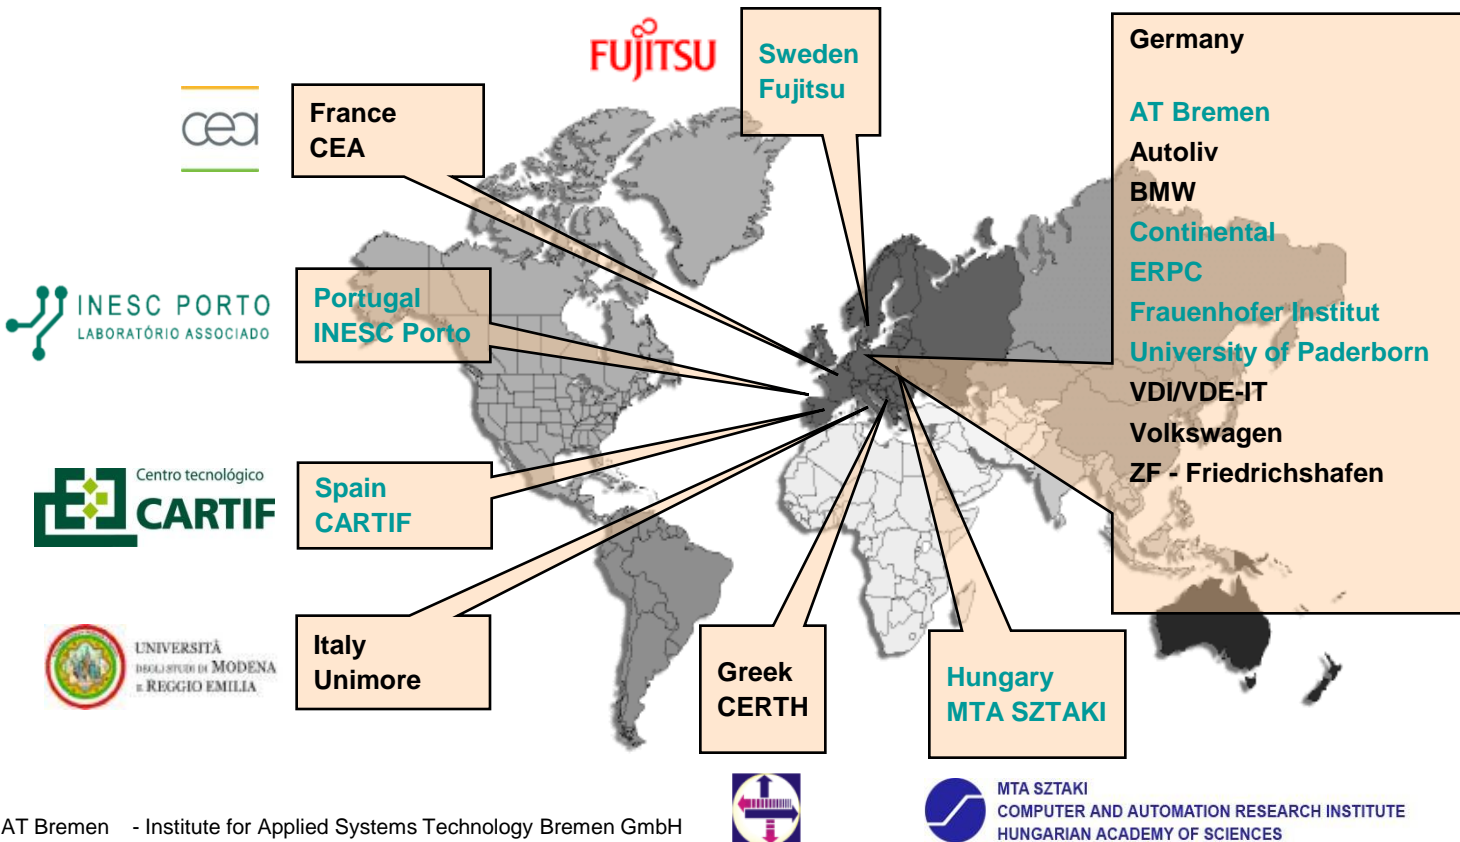 FUJITSU
Sweden
Fujitsu
Germany
AT Bremen
Autoliv
BMW
Continental
ERPC
Frauenhofer Institut
University of Paderborn
VDI/VDE-IT
Volkswagen
ZF - Friedrichshafen
cea
France
CEA
INESC PORTO
LABORATÓRIO ASSOCIADO
Portugal
INESC Porto
Centro tecnológico
CARTIF
Spain
CARTIF
UNIVERSITÀ
DEGLI STUDI DI MODENA
E REGGIO EMILIA
Italy
Unimore
Greek
CERTH
Hungary
MTA SZTAKI
MTA SZTAKI
COMPUTER AND AUTOMATION RESEARCH INSTITUTE
HUNGARIAN ACADEMY OF SCIENCES
AT Bremen - Institute for Applied Systems Technology Bremen GmbH